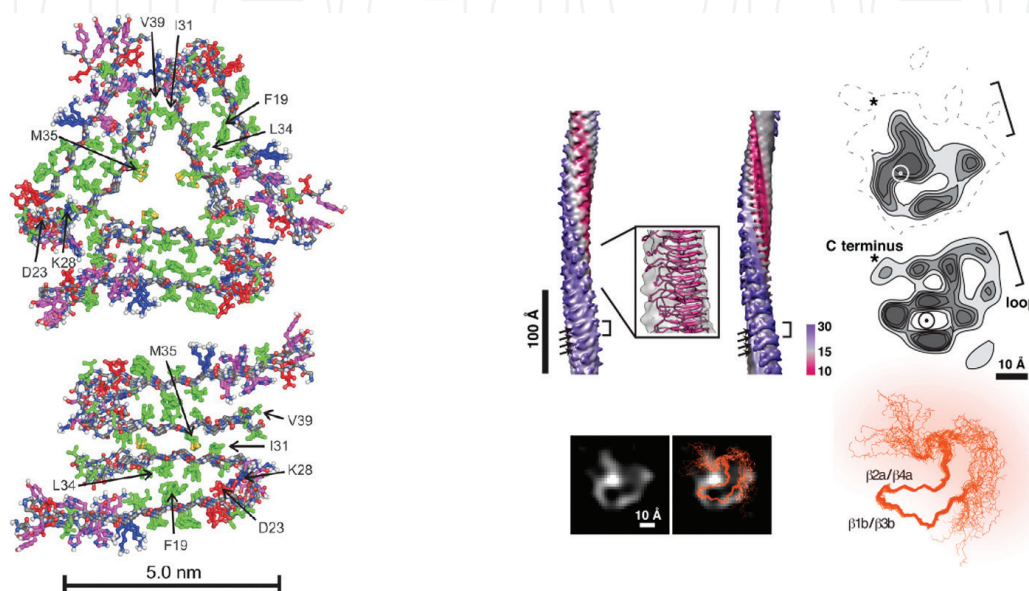 V39
I31
F19
L34
M35
D23
K28
M35
V39
I31
L34
K28
D23
F19
5.0 nm
100 Å
30
15
10
*
C terminus
*
loop
10 Å
10 Å
β2a/β4a
β1b/β3b